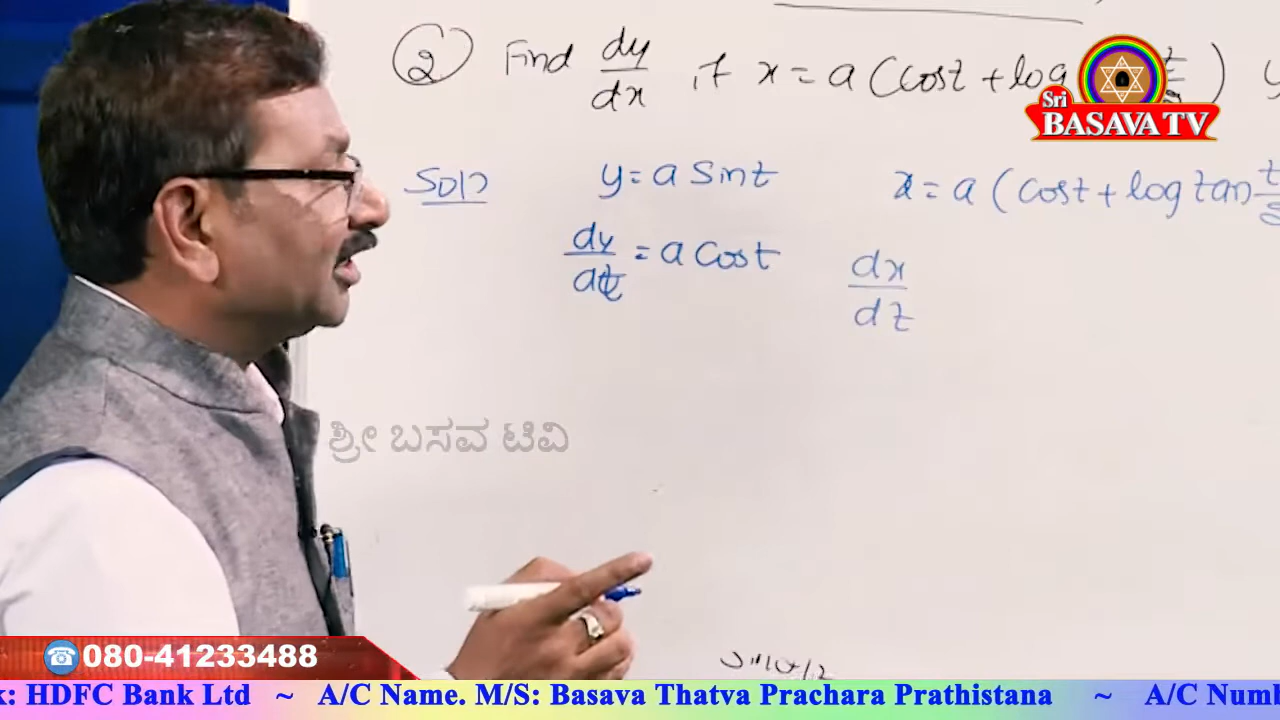 ② Find dy/dx if x = a (cost + log t/2) y
Sri
BASAVA TV
Soln y = a Sint x = a ( cost + log tan t/2
dy/dt = a Cost dx/dt
ಶ್ರೀ ಬಸವ ಟಿವಿ
080-41233488
k: HDFC Bank Ltd ~ A/C Name. M/S: Basava Thatva Prachara Prathistana ~ A/C Numb